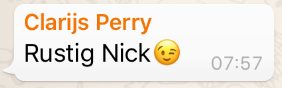 Clarijs Perry
Rustig Nick😉
07:57